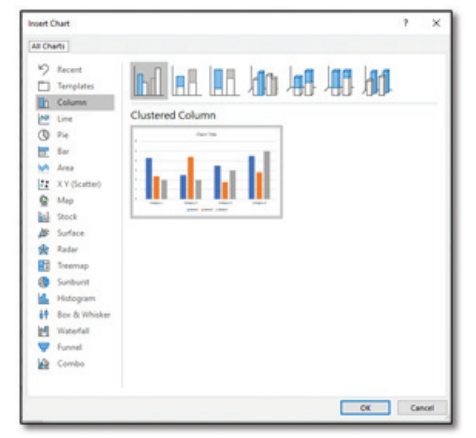 Insert Chart
? ×
All Charts
Recent
Templates
Column
Line
Pie
Bar
Area
X Y (Scatter)
Map
Stock
Surface
Radar
Treemap
Sunburst
Histogram
Box & Whisker
Waterfall
Funnel
Combo
Clustered Column
Chart Title
OK Cancel